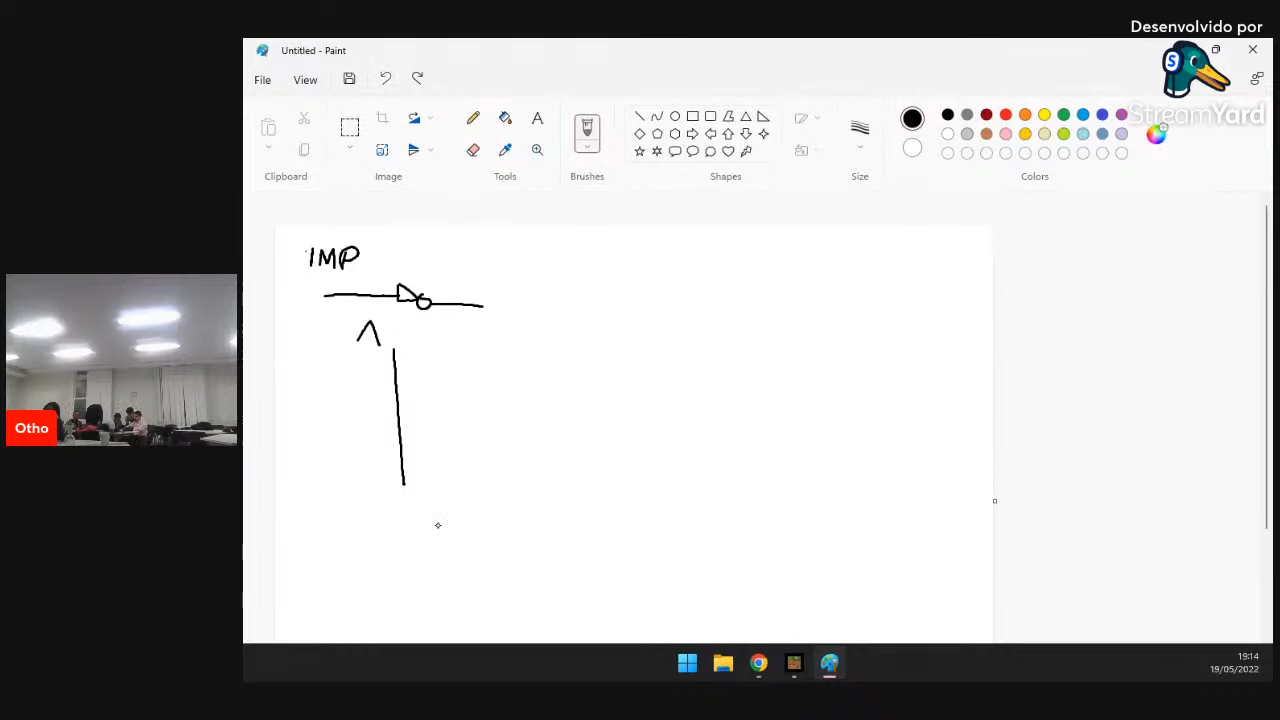 Desenvolvido por
Untitled - Paint
StreamYard
File
View
Clipboard
Image
Tools
Brushes
Shapes
Size
Colors
IMP
Otho
19:14
19/05/2022